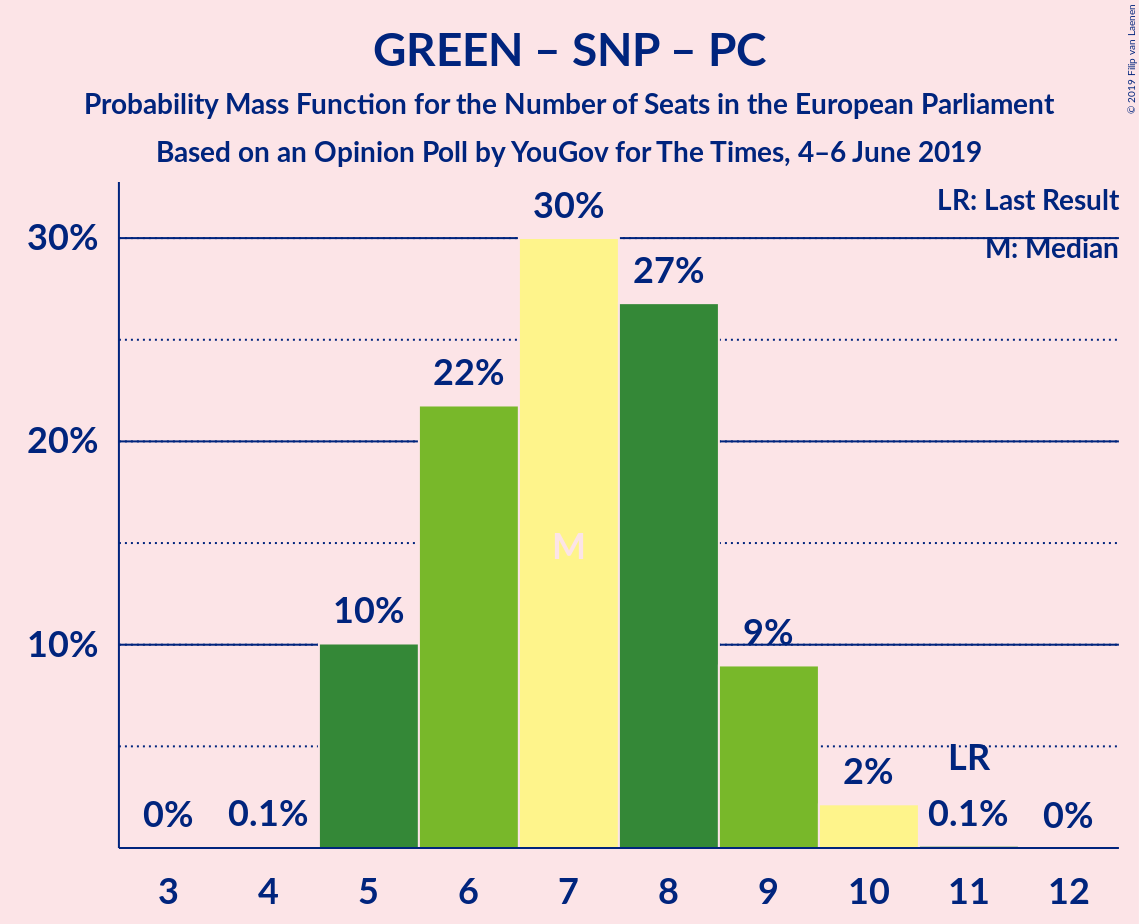 GREEN – SNP – PC
Probability Mass Function for the Number of Seats in the European Parliament
Based on an Opinion Poll by YouGov for The Times, 4–6 June 2019
© 2019 Filip van Laenen
LR: Last Result
M: Median
30%
20%
10%
0%
0.1%
10%
22%
30%
M
27%
9%
2%
LR
0.1%
0%
3 4 5 6 7 8 9 10 11 12